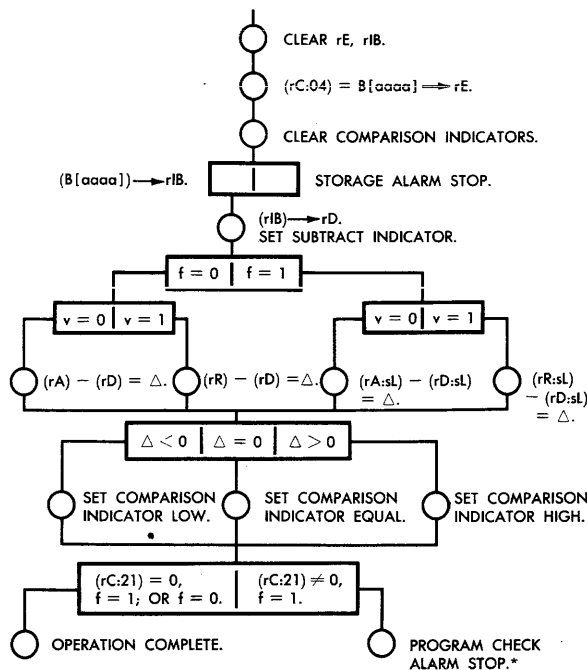 CLEAR rE, rIB.
(rC:04) = B[aaaa] → rE.
CLEAR COMPARISON INDICATORS.
(B[aaaa]) → rIB.
STORAGE ALARM STOP.
(rIB) → rD.
SET SUBTRACT INDICATOR.
f = 0 f = 1
v = 0 v = 1
v = 0 v = 1
(rA) − (rD) = △.
(rR) − (rD) = △.
(rA:sL) − (rD:sL)
= △.
(rR:sL)
− (rD:sL)
= △.
△ < 0 △ = 0 △ > 0
SET COMPARISON
INDICATOR LOW.
SET COMPARISON
INDICATOR EQUAL.
SET COMPARISON
INDICATOR HIGH.
(rC:21) = 0,
f = 1; OR f = 0.
(rC:21) ≠ 0,
f = 1.
OPERATION COMPLETE.
PROGRAM CHECK
ALARM STOP.*